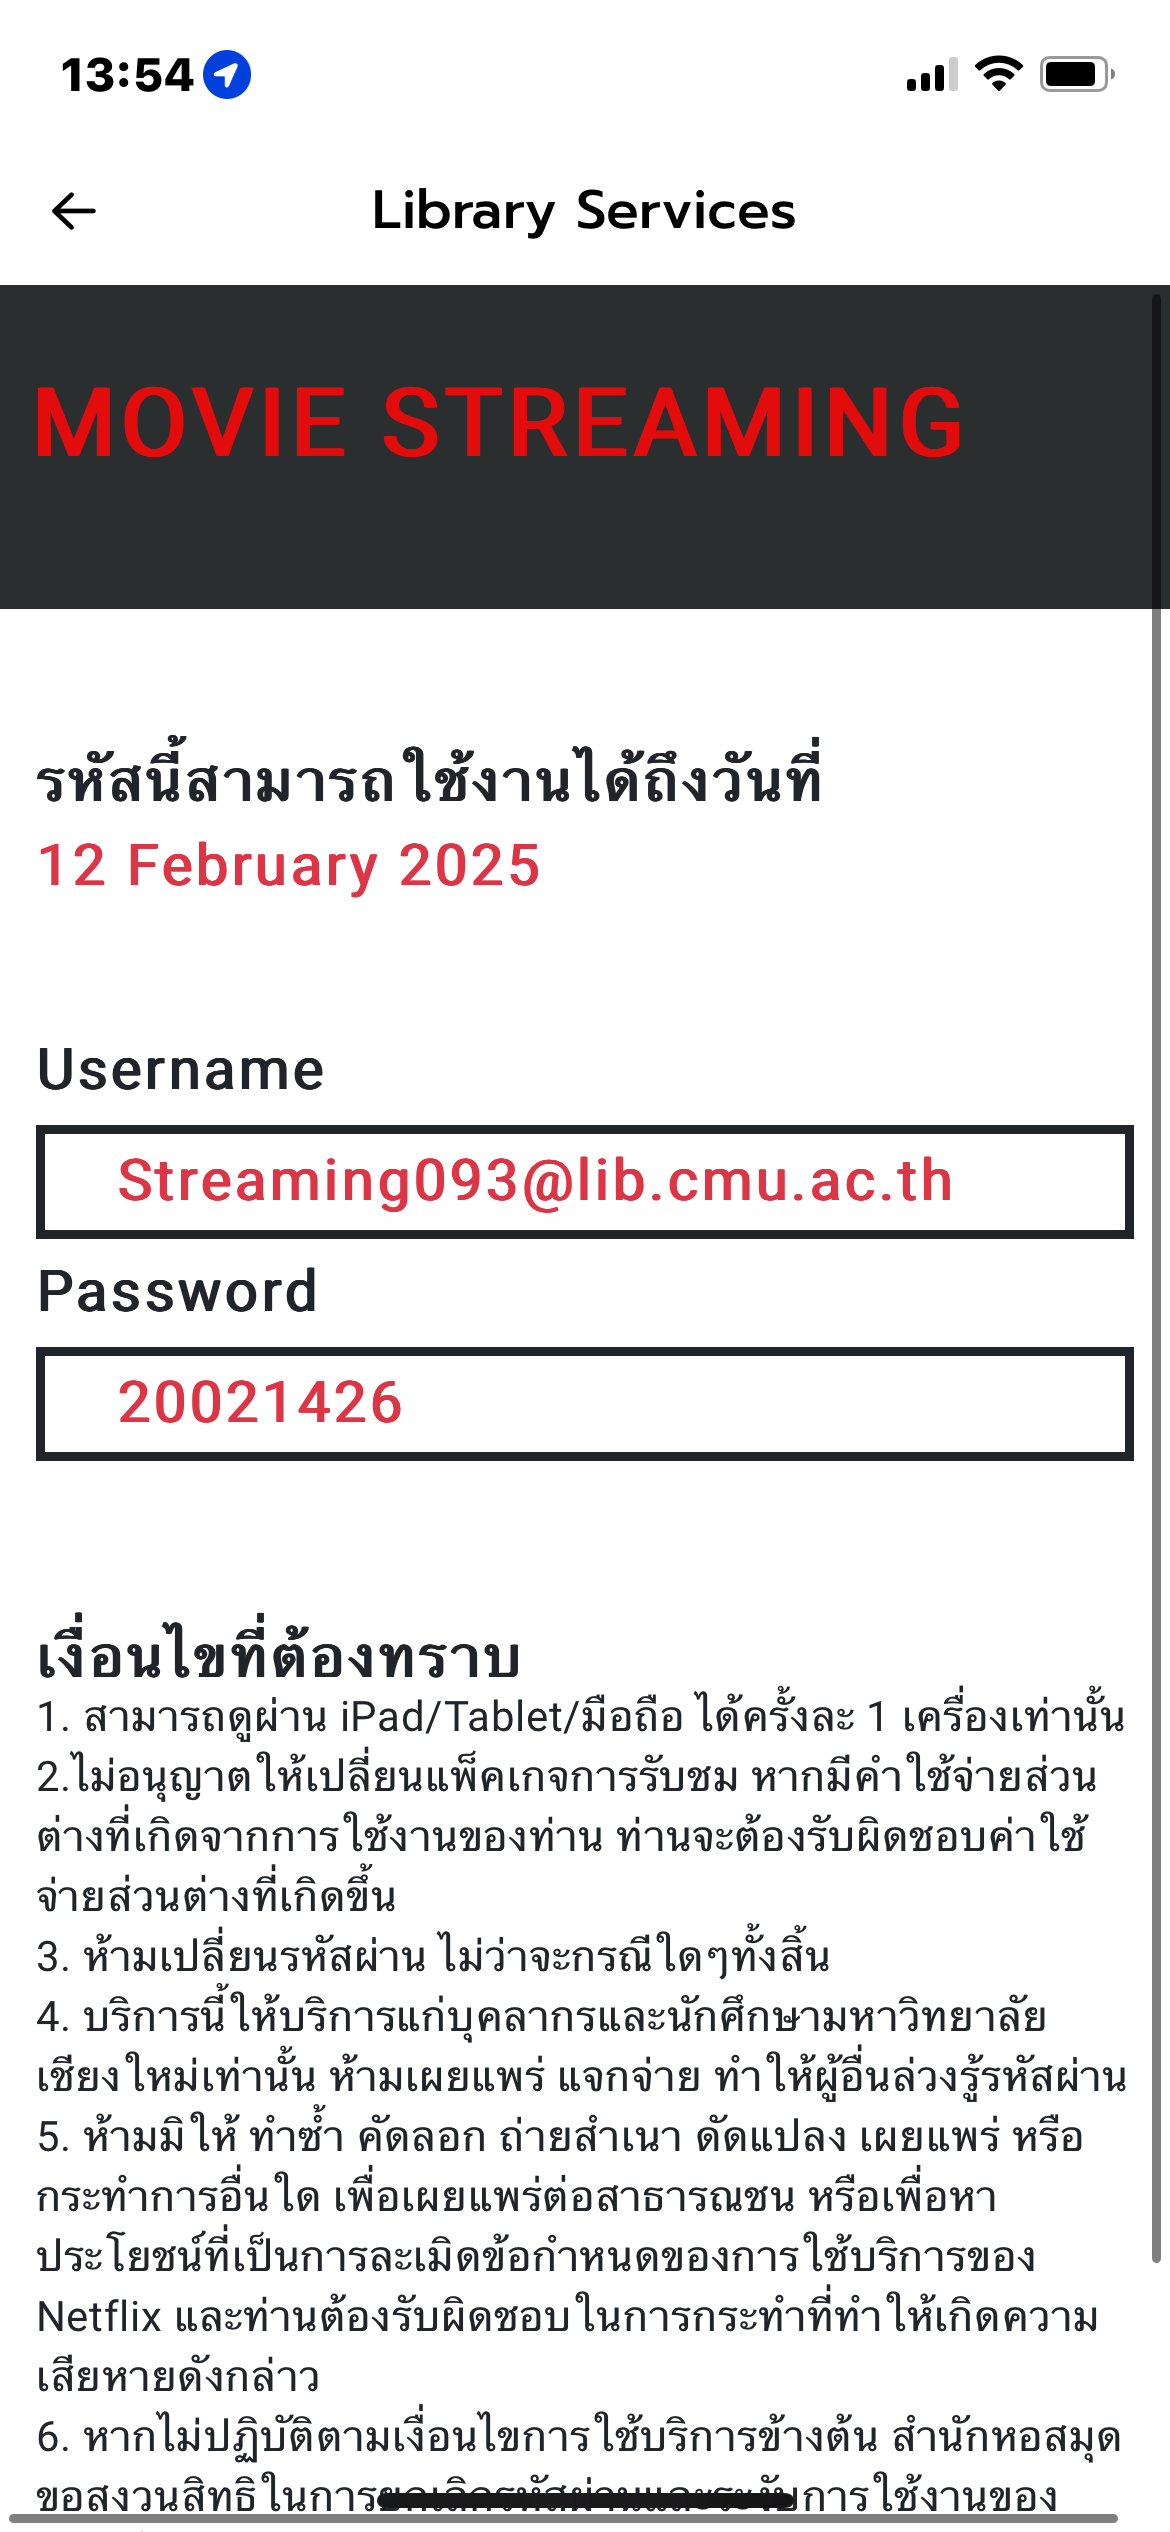 13:54
Library Services
MOVIE STREAMING
รหัสนี้สามารถใช้งานได้ถึงวันที่
12 February 2025
Username
Streaming093@lib.cmu.ac.th
Password
20021426
เงื่อนไขที่ต้องทราบ
1. สามารถดูผ่าน iPad/Tablet/มือถือ ได้ครั้งละ 1 เครื่องเท่านั้น
2.ไม่อนุญาตให้เปลี่ยนแพ็คเกจการรับชม หากมีคำใช้จ่ายส่วน
ต่างที่เกิดจากการใช้งานของท่าน ท่านจะต้องรับผิดชอบค่าใช้
จ่ายส่วนต่างที่เกิดขึ้น
3. ห้ามเปลี่ยนรหัสผ่าน ไม่ว่าจะกรณีใดๆทั้งสิ้น
4. บริการนี้ให้บริการแก่บุคลากรและนักศึกษามหาวิทยาลัย
เชียงใหม่เท่านั้น ห้ามเผยแพร่ แจกจ่าย ทำให้ผู้อื่นล่วงรู้รหัสผ่าน
5. ห้ามมิให้ ทำซ้ำ คัดลอก ถ่ายสำเนา ดัดแปลง เผยแพร่ หรือ
กระทำการอื่นใด เพื่อเผยแพร่ต่อสาธารณชน หรือเพื่อหา
ประโยชน์ที่เป็นการละเมิดข้อกำหนดของการใช้บริการของ
Netflix และท่านต้องรับผิดชอบในการกระทำที่ทำให้เกิดความ
เสียหายดังกล่าว
6. หากไม่ปฏิบัติตามเงื่อนไขการใช้บริการข้างต้น สำนักหอสมุด
ขอสงวนสิทธิในการยกเลิกรหัสผ่านและระงับการใช้งานของ